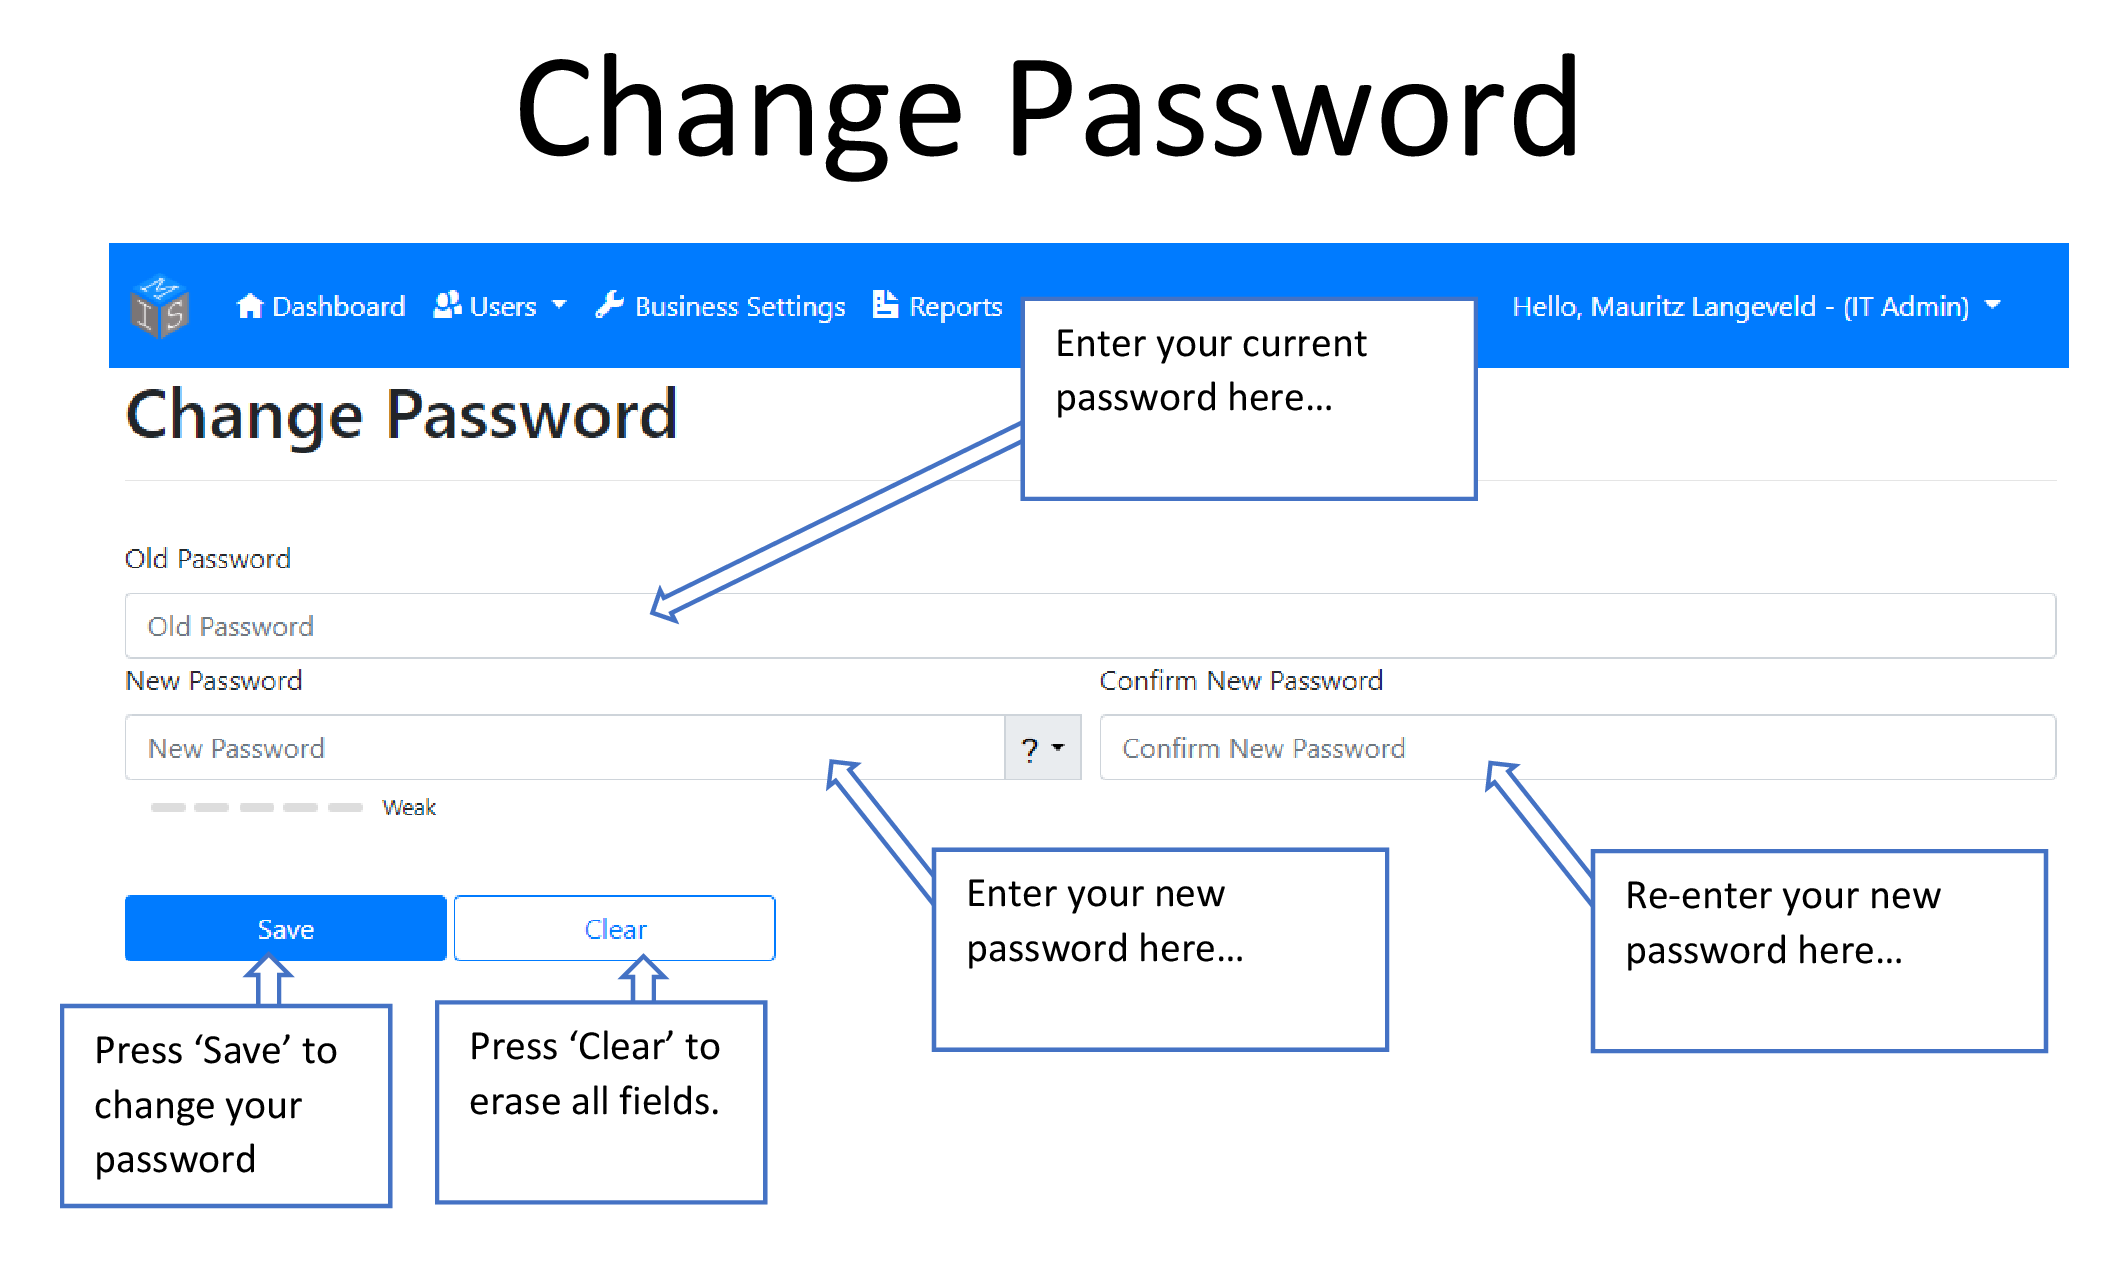 Change Password
MIS
Dashboard Users Business Settings Reports
Hello, Mauritz Langeveld - (IT Admin)
Enter your current
password here...
Change Password
Old Password
Old Password
New Password
Confirm New Password
New Password
?
Confirm New Password
Weak
Save
Clear
Enter your new
password here...
Re-enter your new
password here...
Press ‘Save’ to
change your
password
Press ‘Clear’ to
erase all fields.